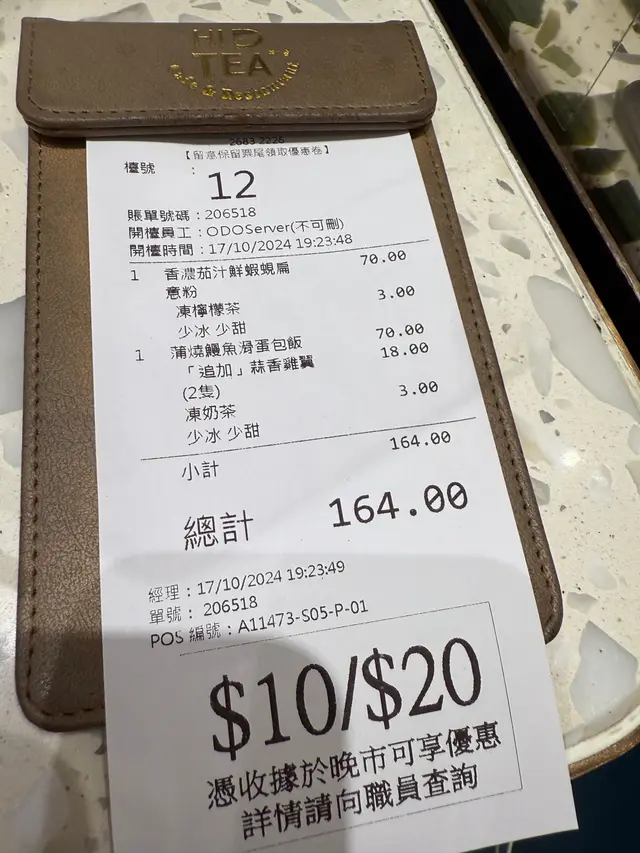 TEA
Cafe & Restaurant
2683 2226
【留意保留票尾領取優惠卷】
檯號 :
12
賬單號碼 : 206518
開檯員工 : ODOServer(不可刪)
開檯時間 : 17/10/2024 19:23:48
1 香濃茄汁鮮蝦蜆扁 70.00
意粉
凍檸檬茶 3.00
少冰 少甜
1 蒲燒鰻魚滑蛋包飯 70.00
「追加」蒜香雞翼 18.00
(2隻)
凍奶茶 3.00
少冰 少甜
小計 164.00
總計 164.00
經理 : 17/10/2024 19:23:49
單號 : 206518
POS 編號 : A11473-S05-P-01
$10/$20
憑收據於晚市可享優惠
詳情請向職員查詢